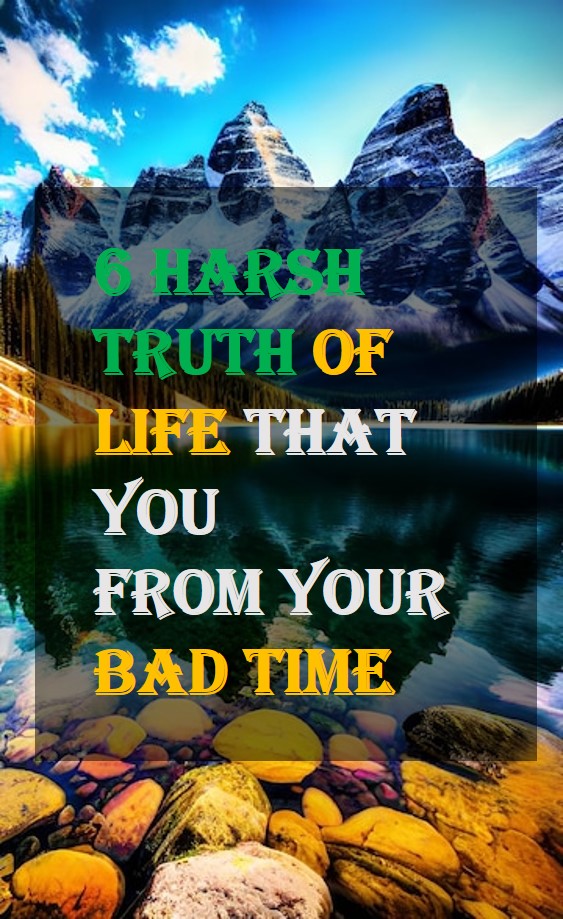 6 HARSH
TRUTH OF
LIFE THAT
YOU
FROM YOUR
BAD TIME